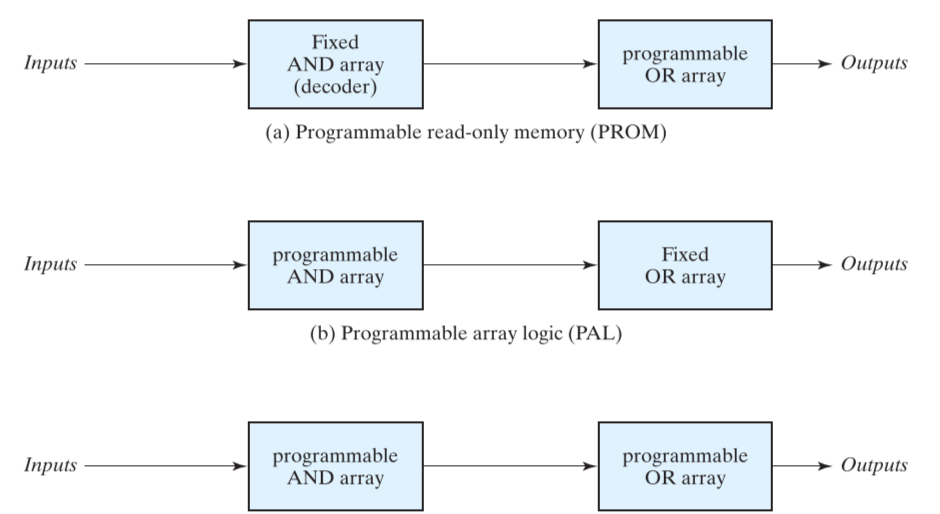 Inputs
Fixed
AND array
(decoder)
programmable
OR array
Outputs
(a) Programmable read-only memory (PROM)
Inputs
programmable
AND array
Fixed
OR array
Outputs
(b) Programmable array logic (PAL)
Inputs
programmable
AND array
programmable
OR array
Outputs